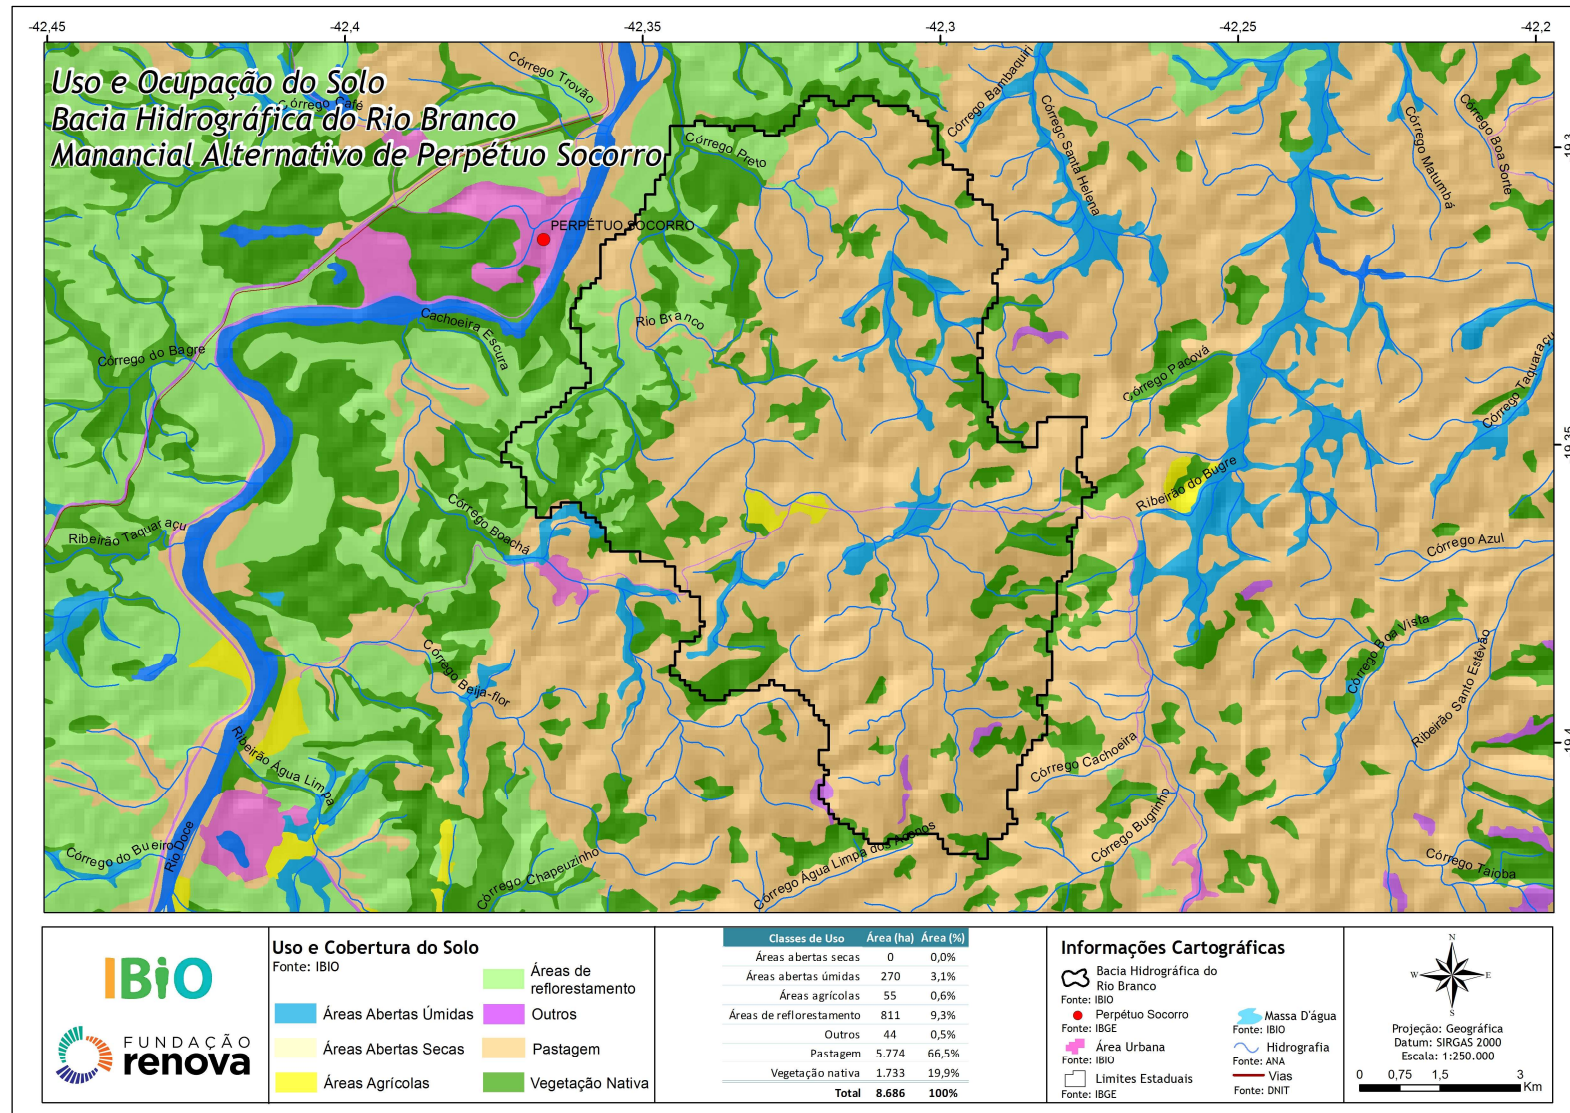 -42,45
-42,4
-42,35
-42,3
-42,25
-42,2
Uso e Ocupação do Solo
Bacia Hidrográfica do Rio Branco
Manancial Alternativo de Perpétuo Socorro
Córrego Trovão
Córrego Café
Córrego Preto
Córrego Bambaquiri
Córrego Santa Helena
Córrego Matumbá
Córrego Boa Sorte
PERPÉTUO SOCORRO
Cachoeira Escura
Rio Branco
Córrego do Bagre
Córrego Pacová
Córrego Taquaraçu
Ribeirão do Bugre
Córrego Boachá
Ribeirão Taquaraçu
Córrego Azul
Córrego Boa Vista
Ribeirão Santo Estêvão
Córrego Beija-flor
Ribeirão Água Limpa
Córrego Cachoeira
Córrego Bugrinho
Rio Doce
Córrego do Bueiro
Córrego Chapeuzinho
Córrego Água Limpa dos
Córrego Taioba
IBiO
FUNDAÇÃO
renova
Uso e Cobertura do Solo
Fonte: IBIO
Áreas Abertas Úmidas
Áreas Abertas Secas
Áreas Agrícolas
Áreas de
reflorestamento
Outros
Pastagem
Vegetação Nativa
Classes de Uso Área (ha) Área (%)
Áreas abertas secas 0 0,0%
Áreas abertas úmidas 270 3,1%
Áreas agrícolas 55 0,6%
Áreas de reflorestamento 811 9,3%
Outros 44 0,5%
Pastagem 5.774 66,5%
Vegetação nativa 1.733 19,9%
Total 8.686 100%
Informações Cartográficas
Bacia Hidrográfica do
Rio Branco
Fonte: IBIO
Perpétuo Socorro
Fonte: IBGE
Área Urbana
Fonte: IBIO
Limites Estaduais
Fonte: IBGE
Massa D'água
Fonte: IBIO
Hidrografia
Fonte: ANA
Vias
Fonte: DNIT
N
W
E
S
Projeção: Geográfica
Datum: SIRGAS 2000
Escala: 1:250.000
0 0,75 1,5 3
Km